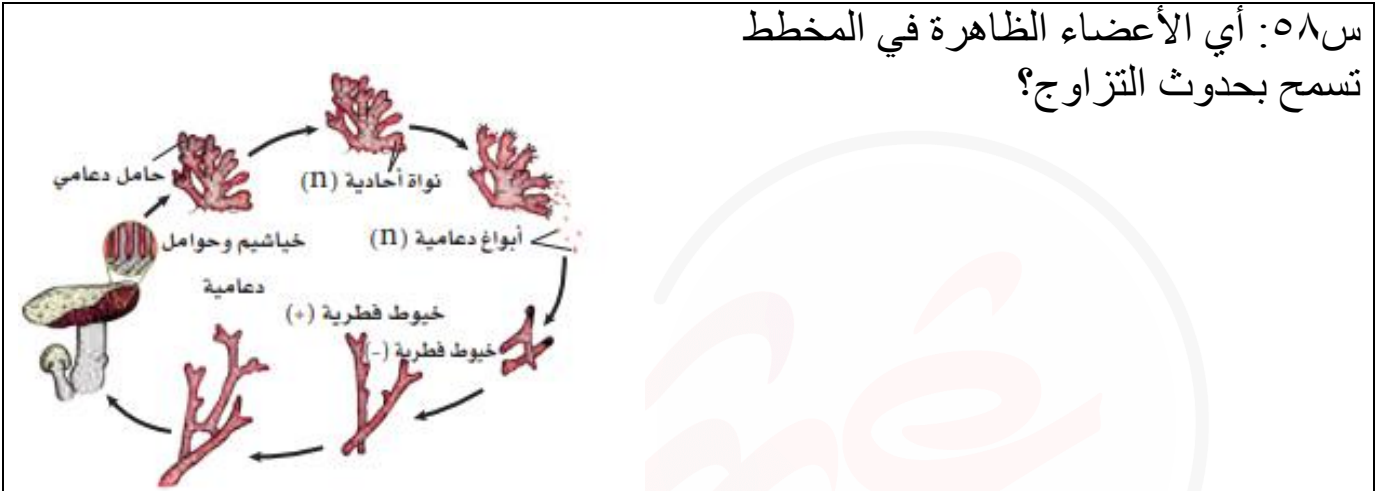 س٥٨: أي الأعضاء الظاهرة في المخطط
تسمح بحدوث التزاوج؟
حامل دعامي
نواة أحادية (n)
خياشيم وحوامل
دعامية
أبواغ دعامية (n)
خيوط فطرية (+)
خيوط فطرية (-)